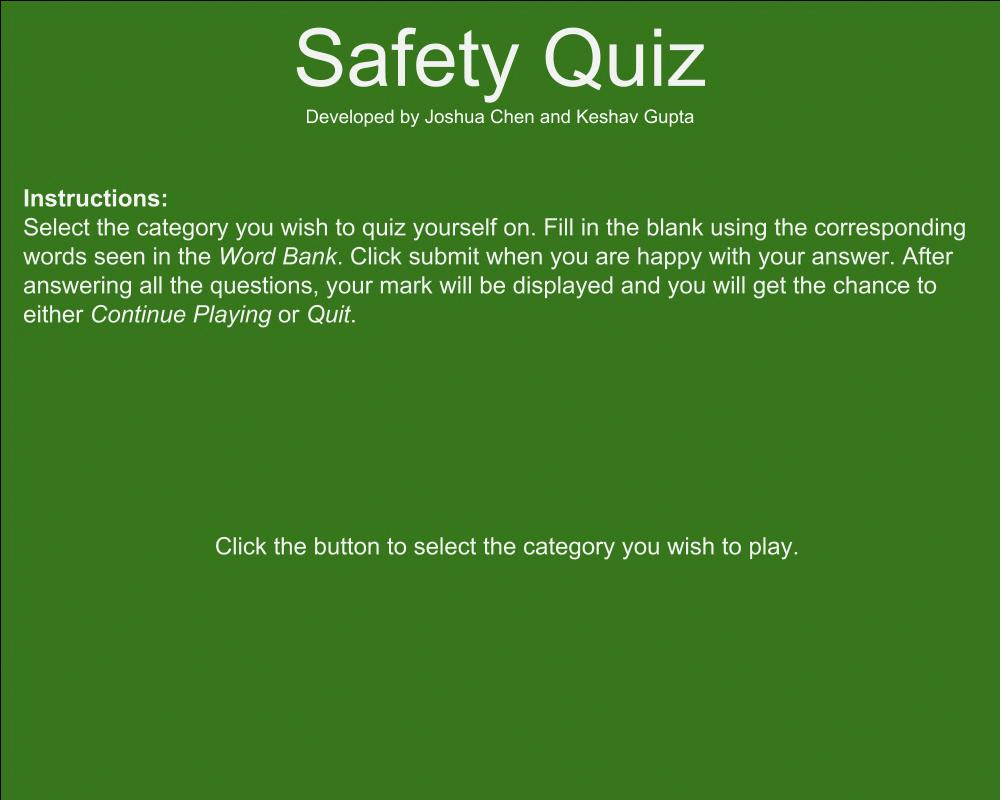 Safety Quiz
Developed by Joshua Chen and Keshav Gupta
Instructions:
Select the category you wish to quiz yourself on. Fill in the blank using the corresponding
words seen in the Word Bank. Click submit when you are happy with your answer. After
answering all the questions, your mark will be displayed and you will get the chance to
either Continue Playing or Quit.
Click the button to select the category you wish to play.